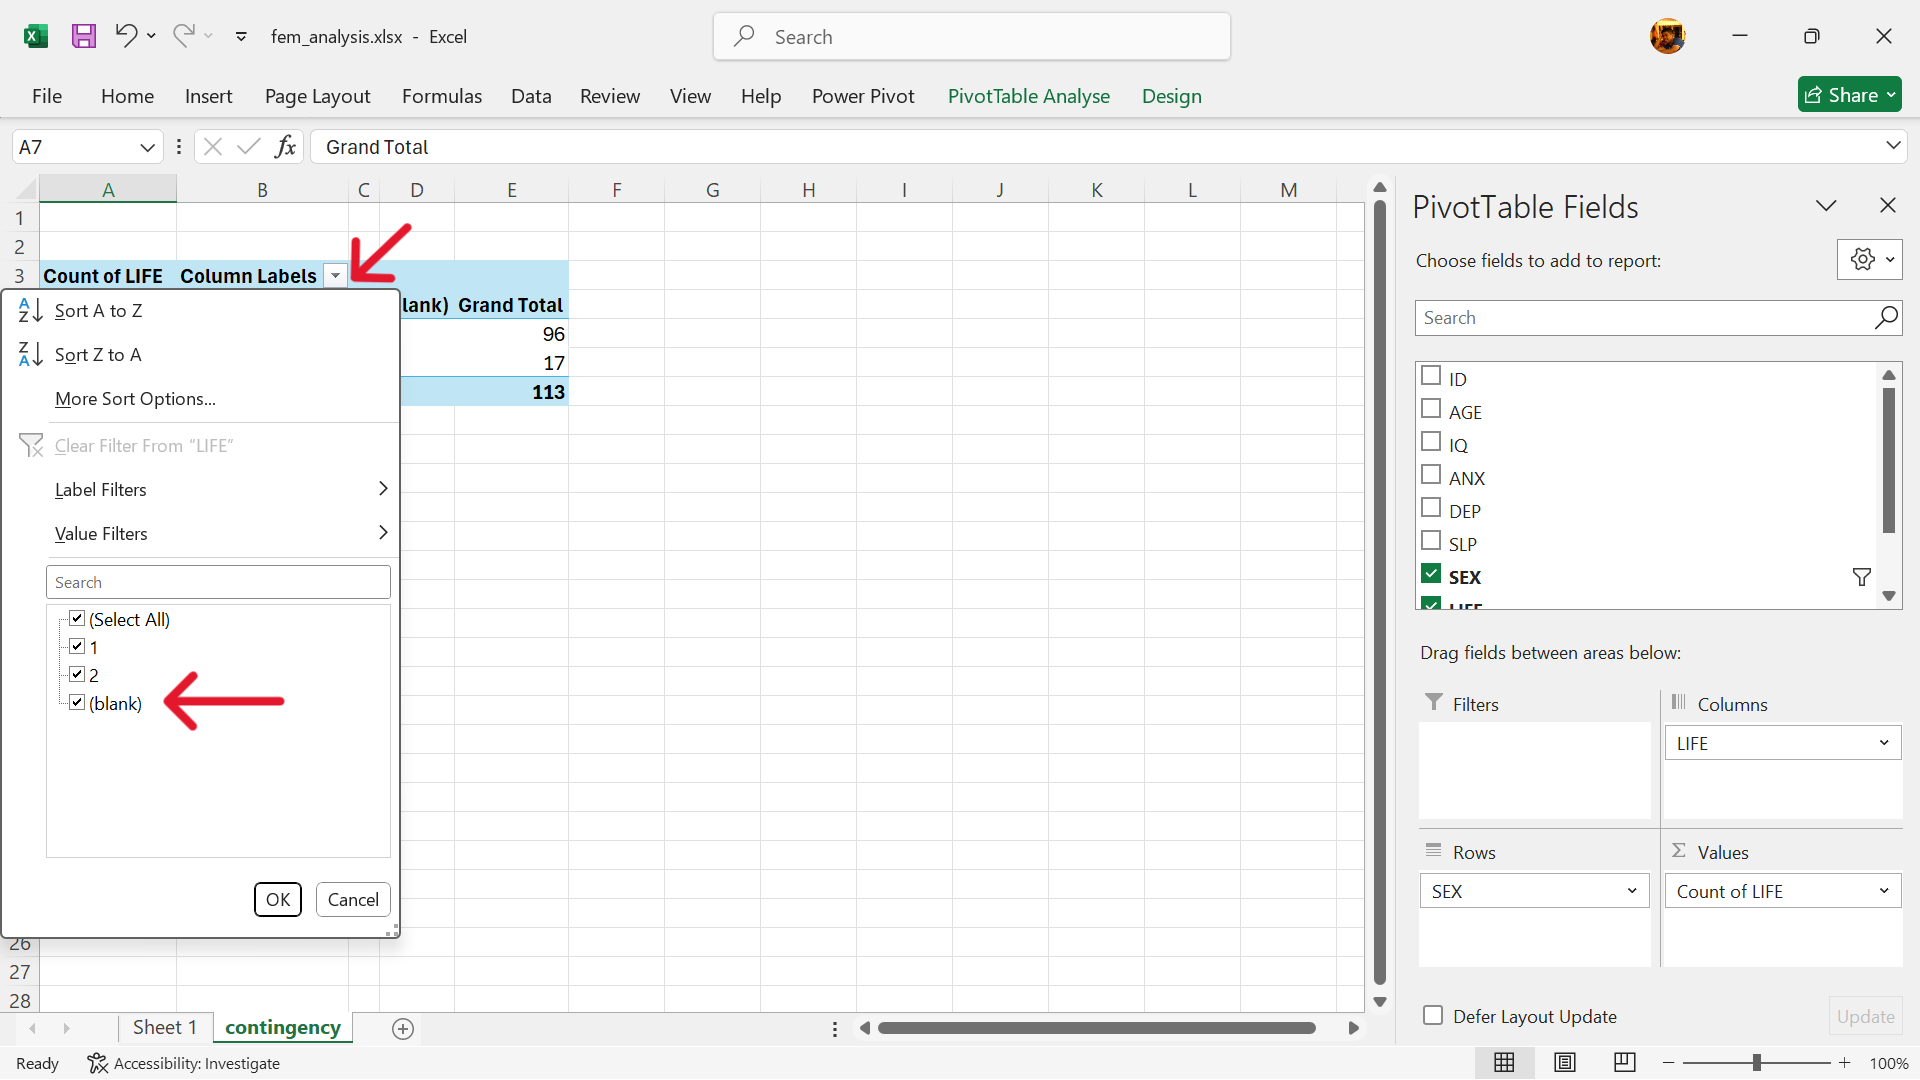 fem_analysis.xlsx - Excel
Search
File Home Insert Page Layout Formulas Data Review View Help Power Pivot PivotTable Analyse Design Share
A7 fx Grand Total
A B C D E F G H I J K L M
1
2
3 Count of LIFE Column Labels
lank) Grand Total
96
17
113
A
Z Sort A to Z
Z
A Sort Z to A
More Sort Options...
Clear Filter From “LIFE”
Label Filters
Value Filters
Search
(Select All)
1
2
(blank)
OK Cancel
26
27
28
Sheet 1 contingency
Ready Accessibility: Investigate
100%
PivotTable Fields
Choose fields to add to report:
Search
ID
AGE
IQ
ANX
DEP
SLP
SEX
LIFE
Drag fields between areas below:
Filters
Columns
LIFE
Rows
SEX
Σ Values
Count of LIFE
Defer Layout Update Update